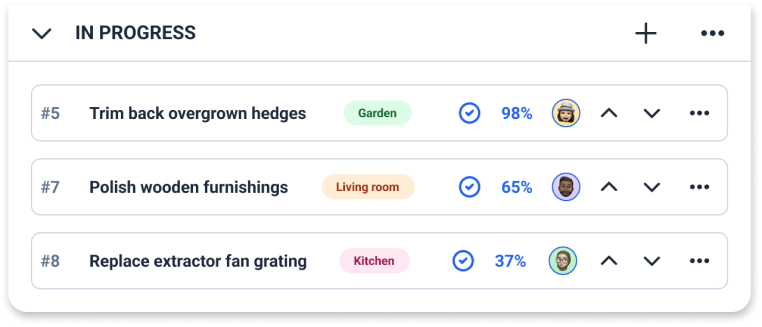 IN PROGRESS
#5 Trim back overgrown hedges Garden 98%
#7 Polish wooden furnishings Living room 65%
#8 Replace extractor fan grating Kitchen 37%